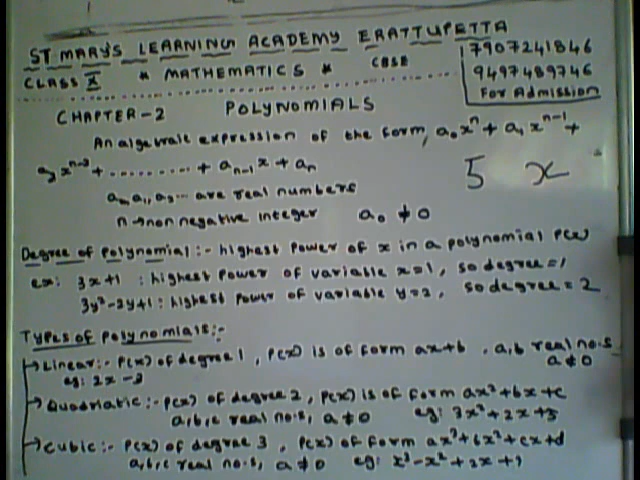 ST MARY'S LEARNING ACADEMY ERATTUPETTA
CLASS X * MATHEMATICS * CBSE
7907241846
9497489746
For Admission
CHAPTER-2 POLYNOMIALS
An algebraic expression of the form, a₀xⁿ + a₁xⁿ⁻¹ +
a₂xⁿ⁻² + ......... + aₙ₋₁x + aₙ
5 x
a₀, a₁, a₂... are real numbers
n → non negative integer a₀ ≠ 0
Degree of polynomial :- highest power of x in a polynomial P(x)
ex: 3x+1 : highest power of variable x=1, so degree=1
3y²-2y+1 : highest power of variable y=2, so degree=2
Types of polynomials:-
Linear:- P(x) of degree 1, P(x) is of form ax+b, a,b real no.s
eg: 2x-3 a≠0
Quadratic:- P(x) of degree 2, P(x) is of form ax²+bx+c
a,b,c real no.s, a≠0 eg: 3x²+2x+5
Cubic:- P(x) of degree 3, P(x) of form ax³+bx²+cx+d
a,b,c real no.s, a≠0 eg: x³-x²+2x+1